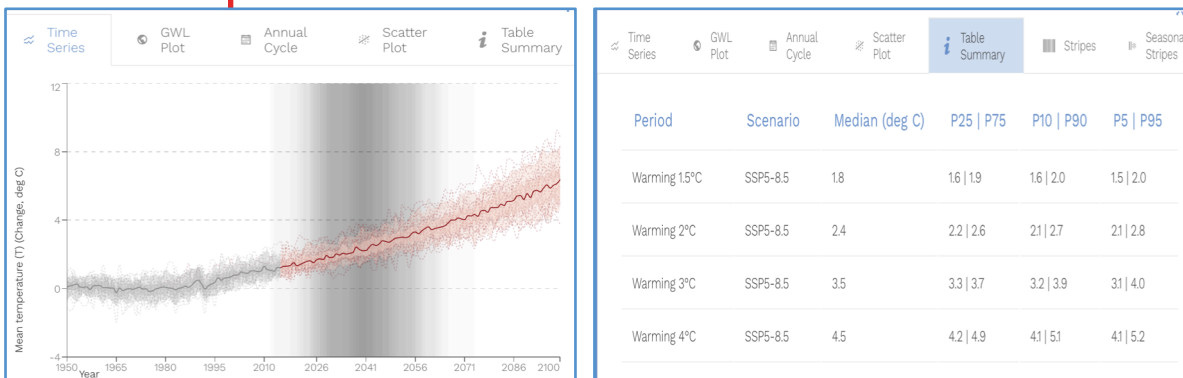 Time Series
GWL Plot
Annual Cycle
Scatter Plot
Table Summary
Mean temperature (T) (Change, deg C)
12
8
4
0
-4
1950 1965 1980 1995 2010 2026 2041 2056 2071 2086 2100
Year
Time Series
GWL Plot
Annual Cycle
Scatter Plot
Table Summary
Stripes
Seasona Stripes
Period Scenario Median (deg C) P25 | P75 P10 | P90 P5 | P95
Warming 1.5°C SSP5-8.5 1.8 1.6 | 1.9 1.6 | 2.0 1.5 | 2.0
Warming 2°C SSP5-8.5 2.4 2.2 | 2.6 2.1 | 2.7 2.1 | 2.8
Warming 3°C SSP5-8.5 3.5 3.3 | 3.7 3.2 | 3.9 3.1 | 4.0
Warming 4°C SSP5-8.5 4.5 4.2 | 4.9 4.1 | 5.1 4.1 | 5.2